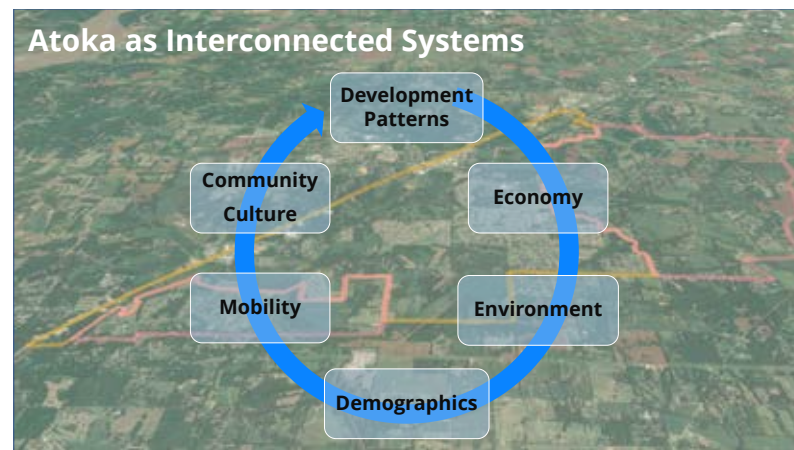 Atoka as Interconnected Systems
Development
Patterns
Economy
Environment
Demographics
Mobility
Community
Culture